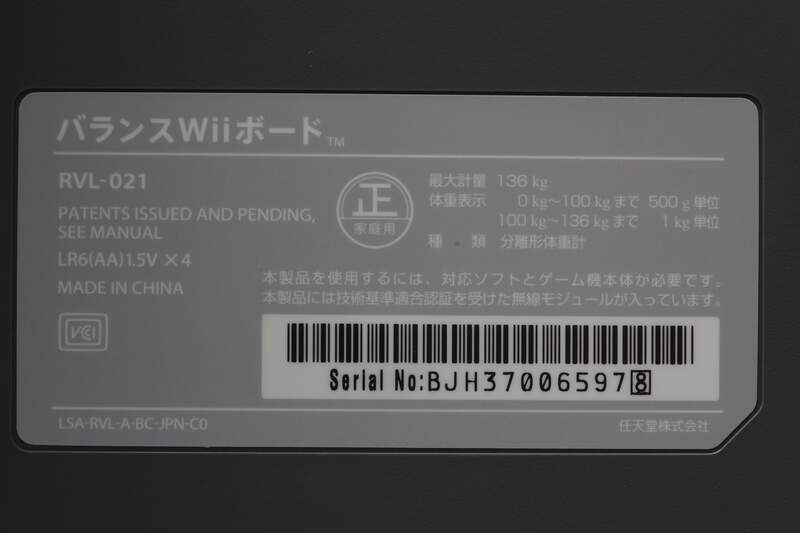 バランスWiiボード™
RVL-021
PATENTS ISSUED AND PENDING,
SEE MANUAL
LR6(AA)1.5V ×4
MADE IN CHINA
VCI
正
家庭用
最大計量 136 kg
体重表示 0 kg～100 kg まで 500 g 単位
100 kg～136 kg まで 1 kg 単位
種 類 分離形体重計
本製品を使用するには、対応ソフトとゲーム機本体が必要です。
本製品には技術基準適合認証を受けた無線モジュールが入っています。
Serial No:BJH370065978
LSA-RVL-A-BC-JPN-C0
任天堂株式会社